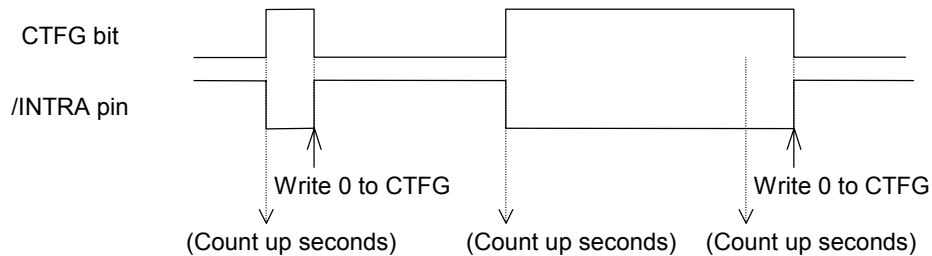 CTFG bit
/INTRA pin
Write 0 to CTFG
Write 0 to CTFG
(Count up seconds)
(Count up seconds)
(Count up seconds)